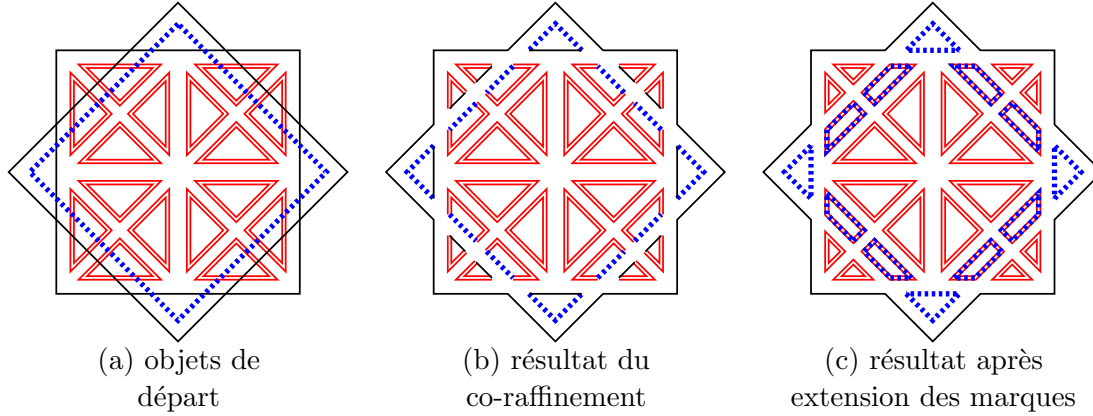 (a) objets de
départ
(b) résultat du
co-raffinement
(c) résultat après
extension des marques